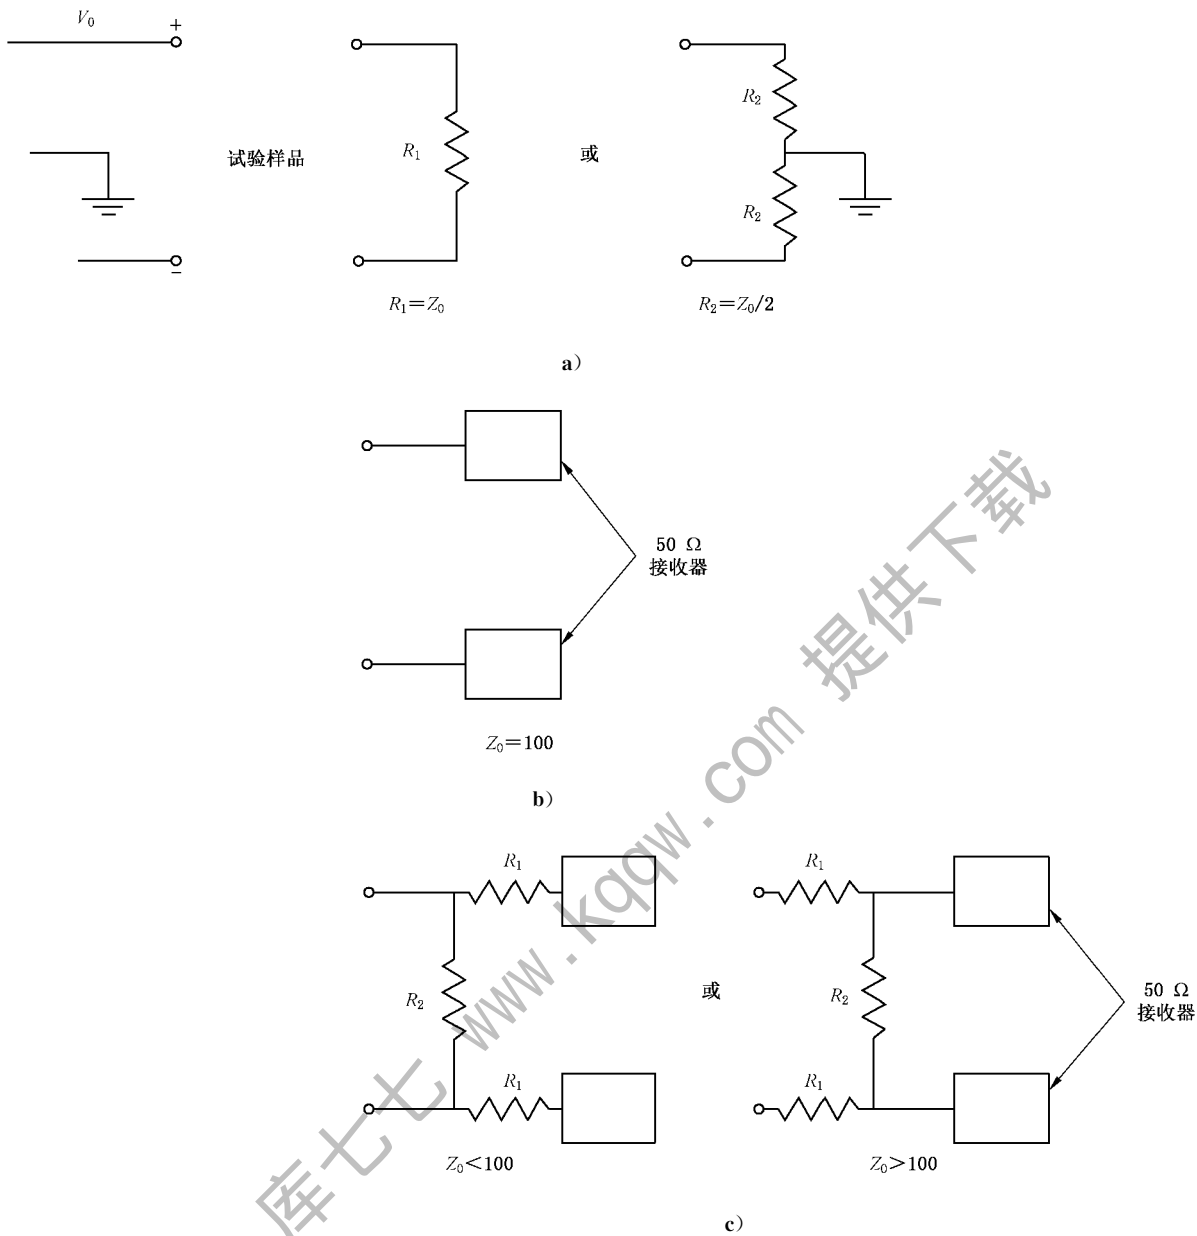 V₀
+
试验样品
R₁
或
R₂
R₂
−
R₁=Z₀
R₂=Z₀/2
a)
50 Ω
接收器
Z₀=100
b)
R₁
R₁
R₂
或
R₂
50 Ω
接收器
R₁
R₁
Z₀<100
Z₀>100
c)
库七七 www.kqqw.com 提供下载